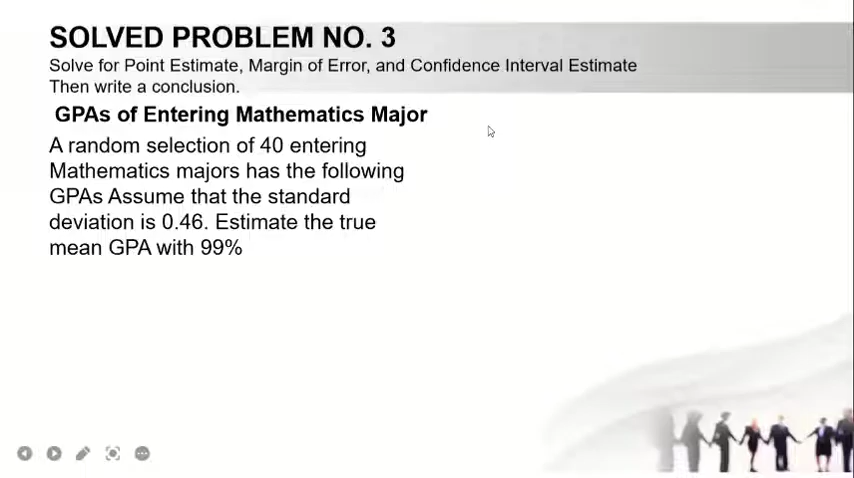 SOLVED PROBLEM NO. 3
Solve for Point Estimate, Margin of Error, and Confidence Interval Estimate
Then write a conclusion.
GPAs of Entering Mathematics Major
A random selection of 40 entering
Mathematics majors has the following
GPAs Assume that the standard
deviation is 0.46. Estimate the true
mean GPA with 99%